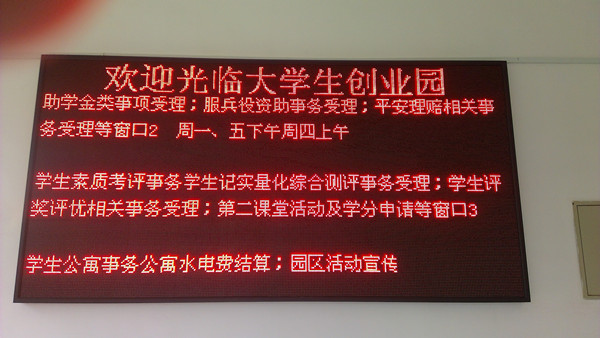 欢迎光临大学生创业园
助学金类事项受理；服兵役资助事务受理；平安理赔相关事
务受理等窗口2 周一、五下午周四上午
学生素质考评事务学生记实量化综合测评事务受理；学生评
奖评优相关事务受理；第二课堂活动及学分申请等窗口3
学生公寓事务公寓水电费结算；园区活动宣传